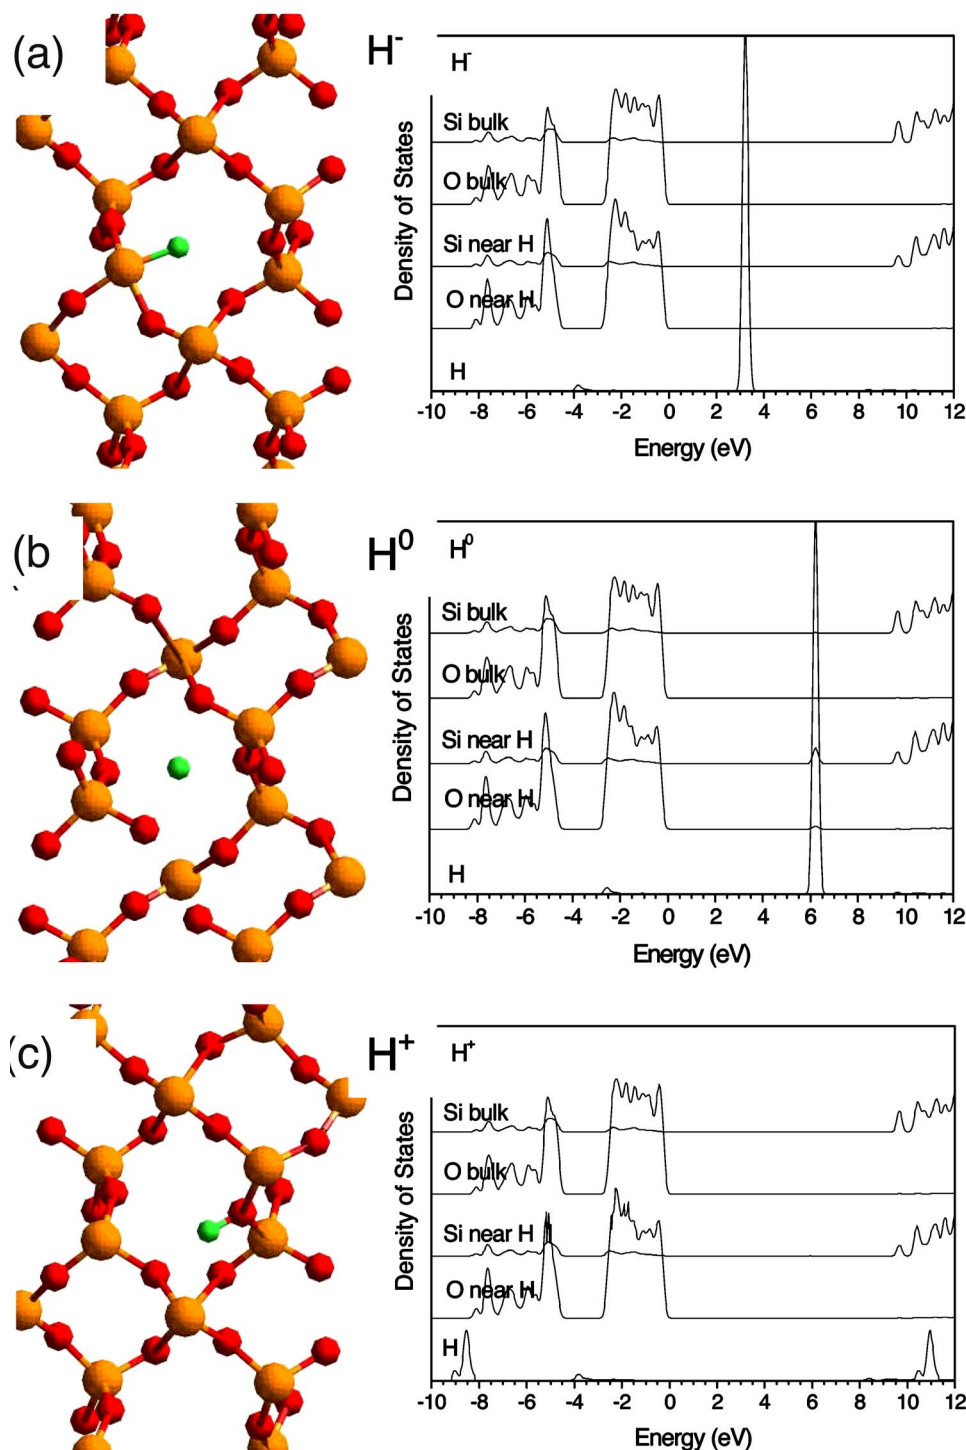 (a)
H-
H-
Si bulk
O bulk
Si near H
O near H
H
Density of States
-10 -8 -6 -4 -2 0 2 4 6 8 10 12
Energy (eV)
(b
H0
H0
Si bulk
O bulk
Si near H
O near H
H
Density of States
-10 -8 -6 -4 -2 0 2 4 6 8 10 12
Energy (eV)
(c)
H+
H+
Si bulk
O bulk
Si near H
O near H
H
Density of States
-10 -8 -6 -4 -2 0 2 4 6 8 10 12
Energy (eV)